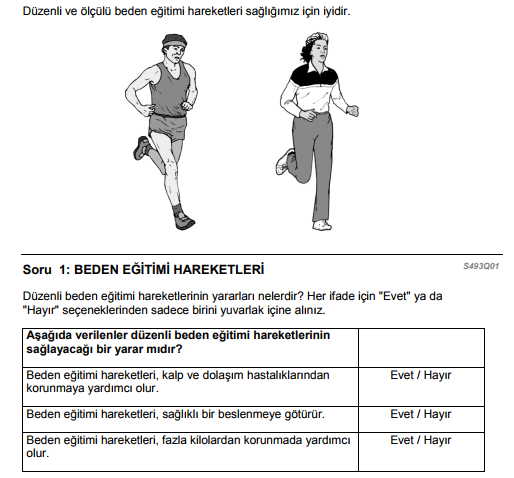 Düzenli ve ölçülü beden eğitimi hareketleri sağlığımız için iyidir.
Soru 1: BEDEN EĞİTİMİ HAREKETLERİ
S493Q01
Düzenli beden eğitimi hareketlerinin yararları nelerdir? Her ifade için "Evet" ya da
"Hayır" seçeneklerinden sadece birini yuvarlak içine alınız.
Aşağıda verilenler düzenli beden eğitimi hareketlerinin
sağlayacağı bir yarar mıdır?
Beden eğitimi hareketleri, kalp ve dolaşım hastalıklarından
korunmaya yardımcı olur.
Evet / Hayır
Beden eğitimi hareketleri, sağlıklı bir beslenmeye götürür.
Evet / Hayır
Beden eğitimi hareketleri, fazla kilolardan korunmada yardımcı
olur.
Evet / Hayır